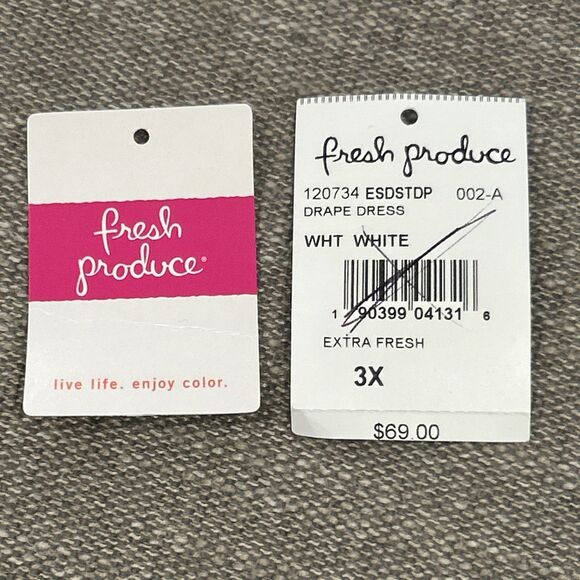 fresh
produce®
live life. enjoy color.
fresh produce
120734 ESDSTDP 002-A
DRAPE DRESS
WHT WHITE
1 90399 04131 6
EXTRA FRESH
3X
$69.00